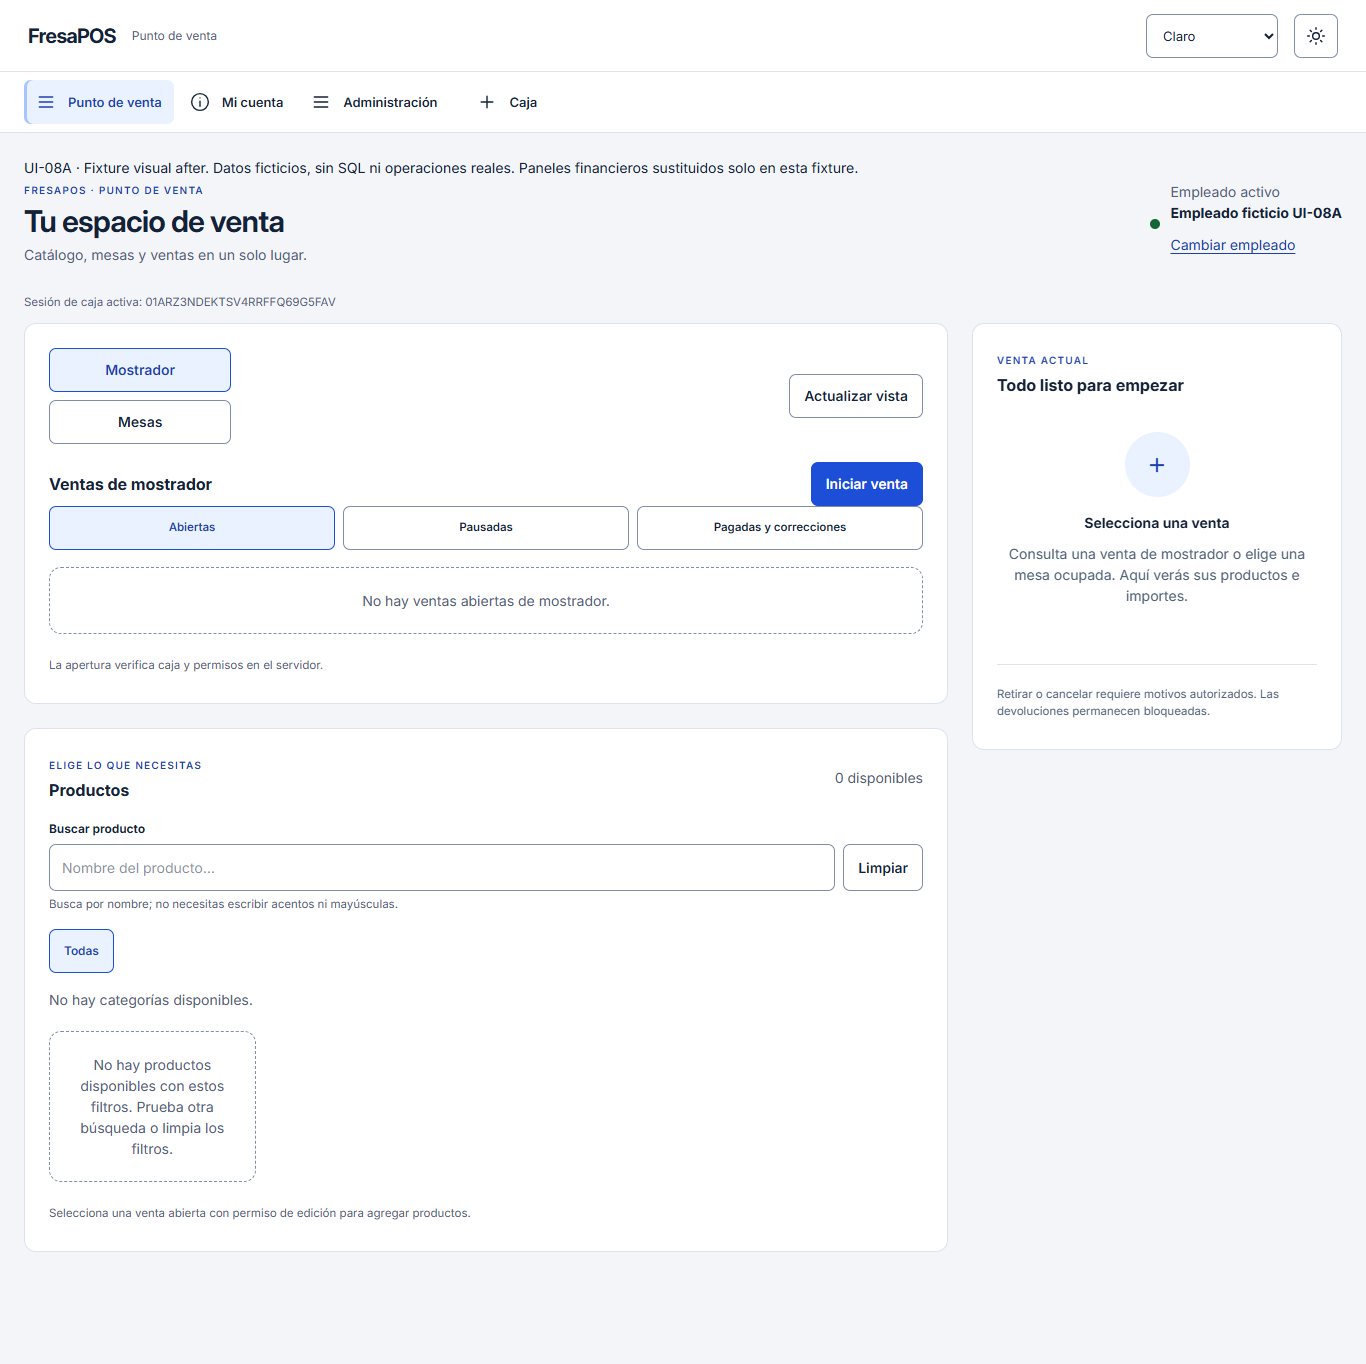 FresaPOS
Punto de venta
Claro
Punto de venta
Mi cuenta
Administración
Caja
UI-08A · Fixture visual after. Datos ficticios, sin SQL ni operaciones reales. Paneles financieros sustituidos solo en esta fixture.
FRESAPOS · PUNTO DE VENTA
Tu espacio de venta
Catálogo, mesas y ventas en un solo lugar.
Empleado activo
Empleado ficticio UI-08A
Cambiar empleado
Sesión de caja activa: 01ARZ3NDEKTSV4RRFFQ69G5FAV
Mostrador
Mesas
Actualizar vista
Ventas de mostrador
Iniciar venta
Abiertas
Pausadas
Pagadas y correcciones
No hay ventas abiertas de mostrador.
La apertura verifica caja y permisos en el servidor.
VENTA ACTUAL
Todo listo para empezar
Selecciona una venta
Consulta una venta de mostrador o elige una
mesa ocupada. Aquí verás sus productos e
importes.
Retirar o cancelar requiere motivos autorizados. Las
devoluciones permanecen bloqueadas.
ELIGE LO QUE NECESITAS
Productos
0 disponibles
Buscar producto
Nombre del producto...
Limpiar
Busca por nombre; no necesitas escribir acentos ni mayúsculas.
Todas
No hay categorías disponibles.
No hay productos
disponibles con estos
filtros. Prueba otra
búsqueda o limpia los
filtros.
Selecciona una venta abierta con permiso de edición para agregar productos.